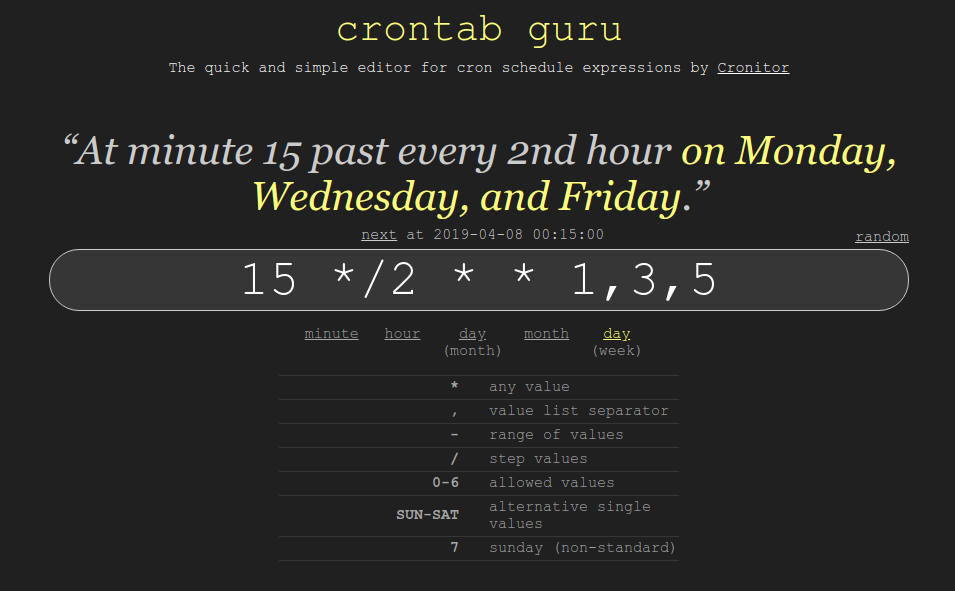 crontab guru
The quick and simple editor for cron schedule expressions by Cronitor
“At minute 15 past every 2nd hour on Monday,
Wednesday, and Friday.”
next at 2019-04-08 00:15:00
random
15 */2 * * 1,3,5
minute hour day month day
(month) (week)
* any value
, value list separator
- range of values
/ step values
0-6 allowed values
SUN-SAT alternative single
values
7 sunday (non-standard)